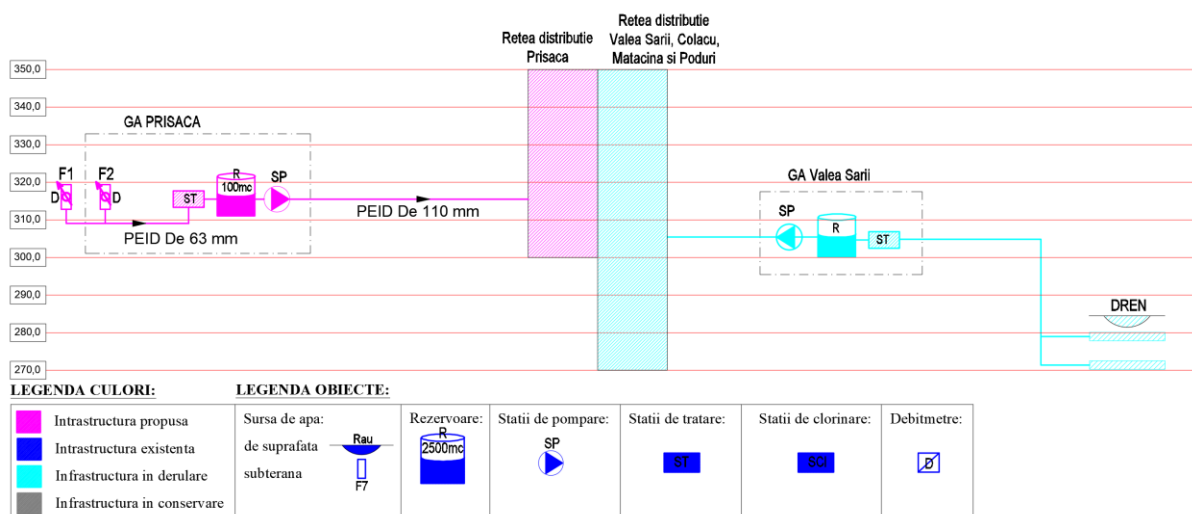 Retea distributie
Prisaca
Retea distributie
Valea Sarii, Colacu,
Matacina si Poduri
350,0
340,0
330,0
320,0
310,0
300,0
290,0
280,0
270,0
GA PRISACA
F1
F2
D
D
ST
R
100mc
SP
PEID De 63 mm
PEID De 110 mm
GA Valea Sarii
SP
R
ST
DREN
LEGENDA CULORI:
Intrastructura propusa
Intrastructura existenta
Infrastructura in derulare
Infrastructura in conservare
LEGENDA OBIECTE:
Sursa de apa:
de suprafata
subterana
Rau
F7
Rezervoare:
R
2500mc
Statii de pompare:
SP
Statii de tratare:
ST
Statii de clorinare:
SCl
Debitmetre:
D